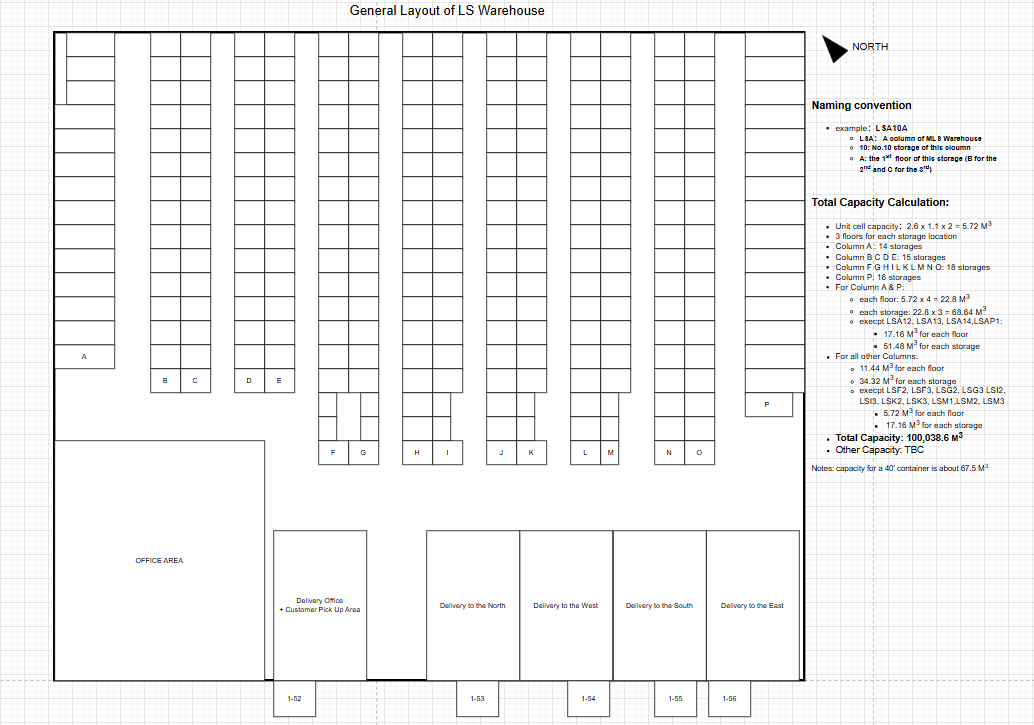 General Layout of LS Warehouse
NORTH
Naming convention
example: LSA10A
LSA: A column of MLS Warehouse
10: No.10 storage of this cloumn
A: the 1st floor of this storage (B for the
2nd and C for the 3rd)
Total Capacity Calculation:
Unit cell capacity: 2.6 x 1.1 x 2 = 5.72 M3
3 floors for each storage location
Column A : 14 storages
Column B C D E: 15 storages
Column F G H I L K L M N O: 18 storages
Column P: 16 storages
For Column A & P:
each floor: 5.72 x 4 = 22.8 M3
each storage: 22.8 x 3 = 68.64 M3
execpt LSA12, LSA13, LSA14,LSAP1:
17.16 M3 for each floor
51.48 M3 for each storage
For all other Columns:
11.44 M3 for each floor
34.32 M3 for each storage
execpt LSF2, LSF3, LSG2, LSG3 LSI2,
LSI3, LSK2, LSK3, LSM1,LSM2, LSM3
5.72 M3 for each floor
17.16 M3 for each storage
Total Capacity: 100,038.6 M3
Other Capacity: TBC
Notes: capacity for a 40' container is about 67.5 M3
A
B C D E
P
F G H I J K L M N O
OFFICE AREA
Delivery Office
+ Customer Pick Up Area
Delivery to the North
Delivery to the West
Delivery to the South
Delivery to the East
1-52
1-53
1-54
1-55
1-56